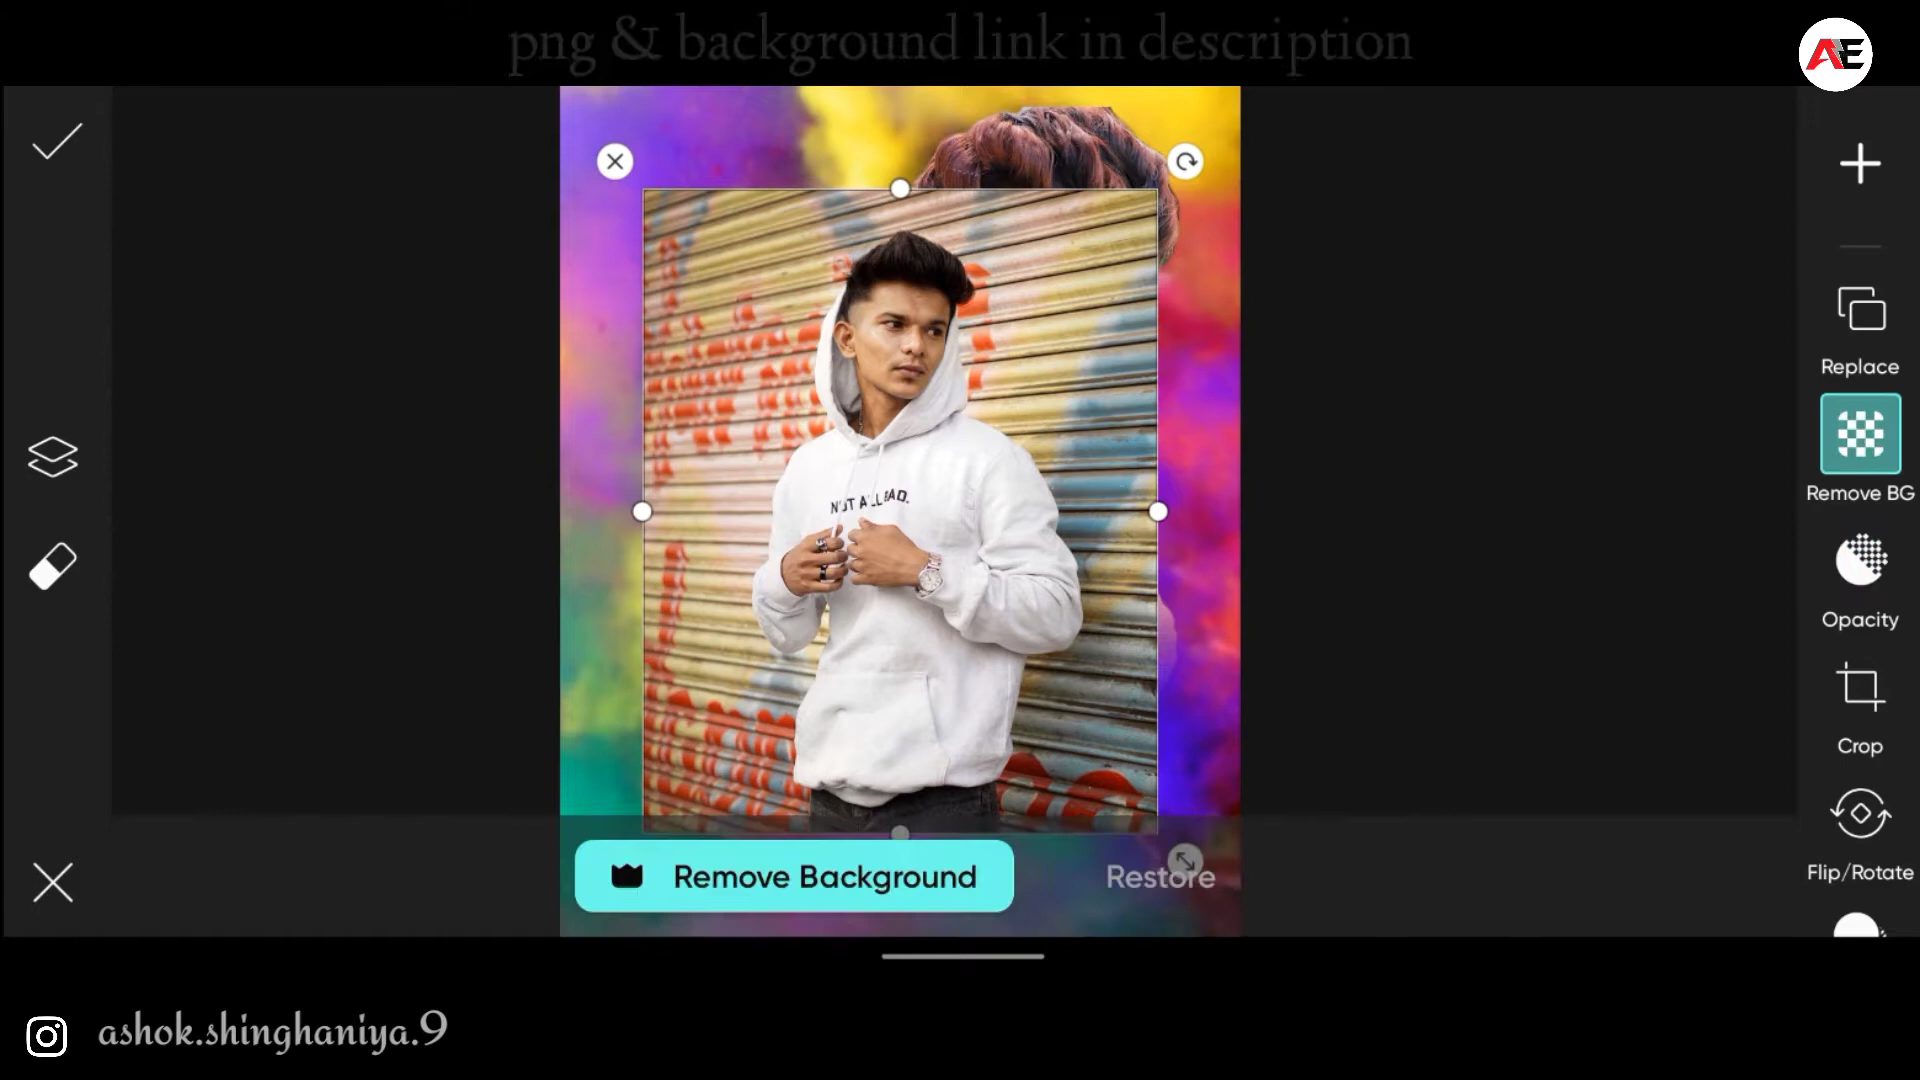 png & background link in description
AE
Replace
Remove BG
NOT ALL BAD.
Opacity
Crop
Flip/Rotate
Remove Background
Restore
ashok.shinghaniya.9